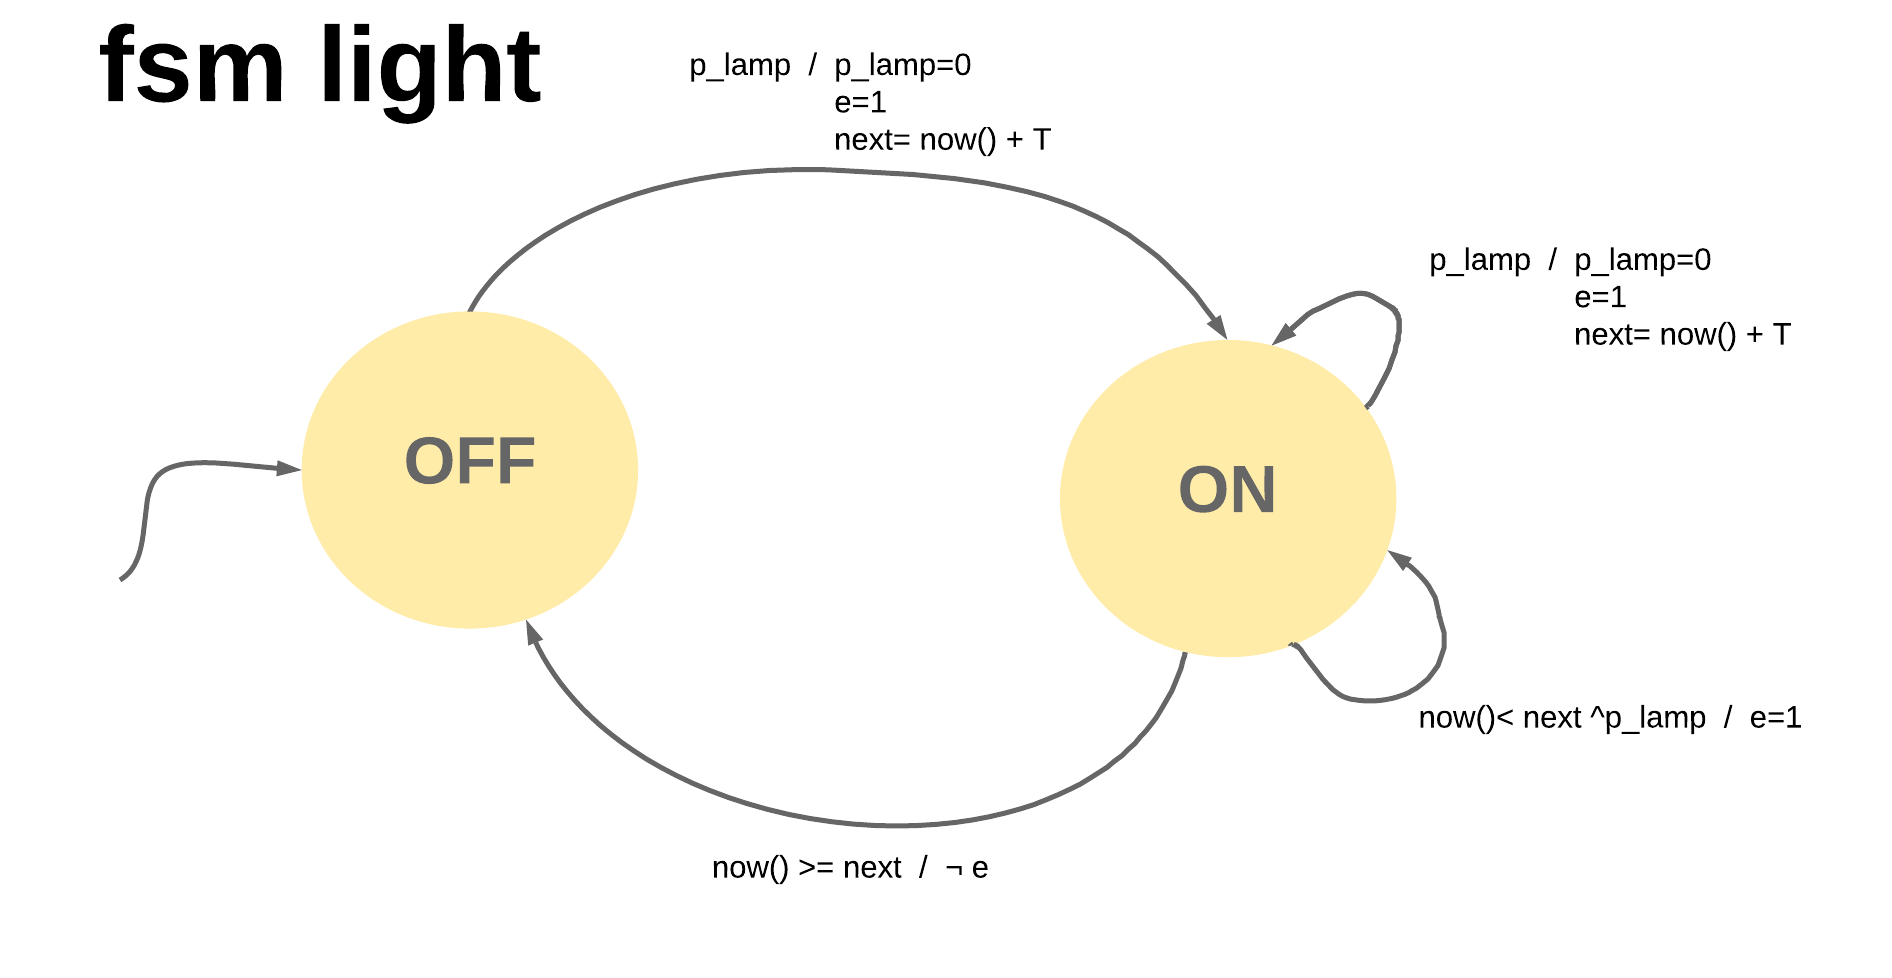 fsm light
p_lamp / p_lamp=0
e=1
next= now() + T
p_lamp / p_lamp=0
e=1
next= now() + T
OFF
ON
now()< next ^p_lamp / e=1
now() >= next / ¬ e